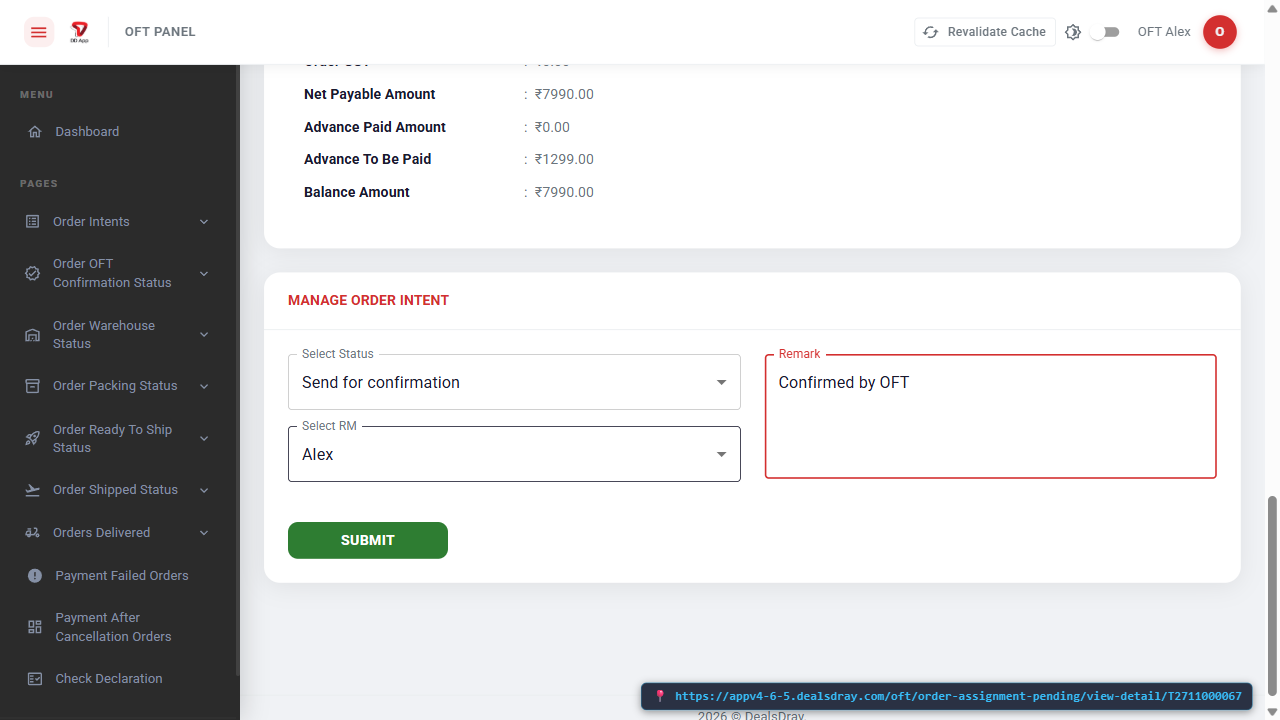 DD App
OFT PANEL
Revalidate Cache
OFT Alex
O
MENU
Dashboard
PAGES
Order Intents
Order OFT
Confirmation Status
Order Warehouse
Status
Order Packing Status
Order Ready To Ship
Status
Order Shipped Status
Orders Delivered
Payment Failed Orders
Payment After
Cancellation Orders
Check Declaration
Net Payable Amount : ₹7990.00
Advance Paid Amount : ₹0.00
Advance To Be Paid : ₹1299.00
Balance Amount : ₹7990.00
MANAGE ORDER INTENT
Select Status
Send for confirmation
Remark
Confirmed by OFT
Select RM
Alex
SUBMIT
https://appv4-6-5.dealsdray.com/oft/order-assignment-pending/view-detail/T2711000067
2026 © DealsDray